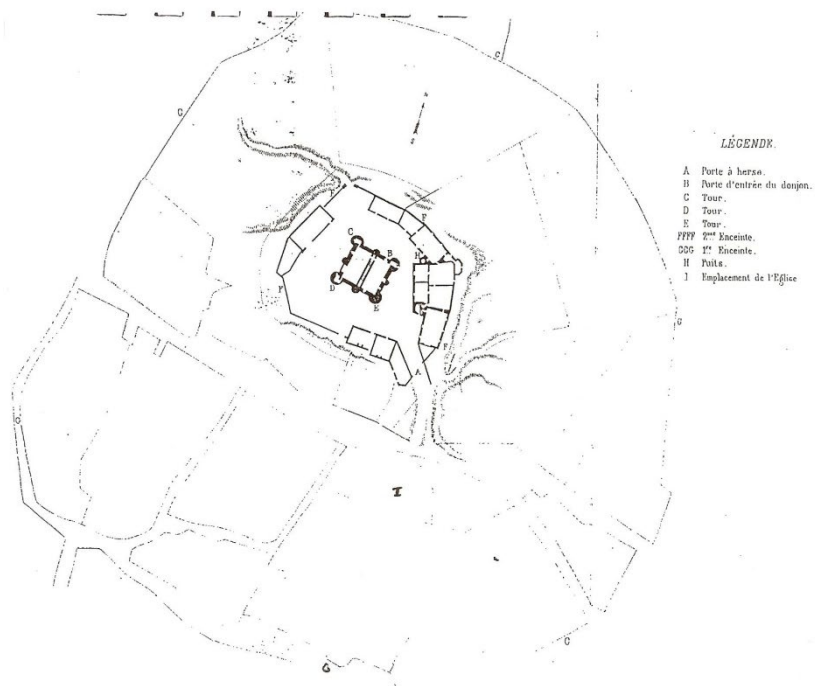 G
G
N
S
LÉGENDE.
A Porte à herse.
B Porte d'entrée du donjon.
C Tour.
D Tour.
E Tour.
FFFF 2me Enceinte.
GGG 1re Enceinte.
H Puits.
I Emplacement de l'Eglise
F
F
C
B
H
D
E
F
F
A
G
G
I
G
G